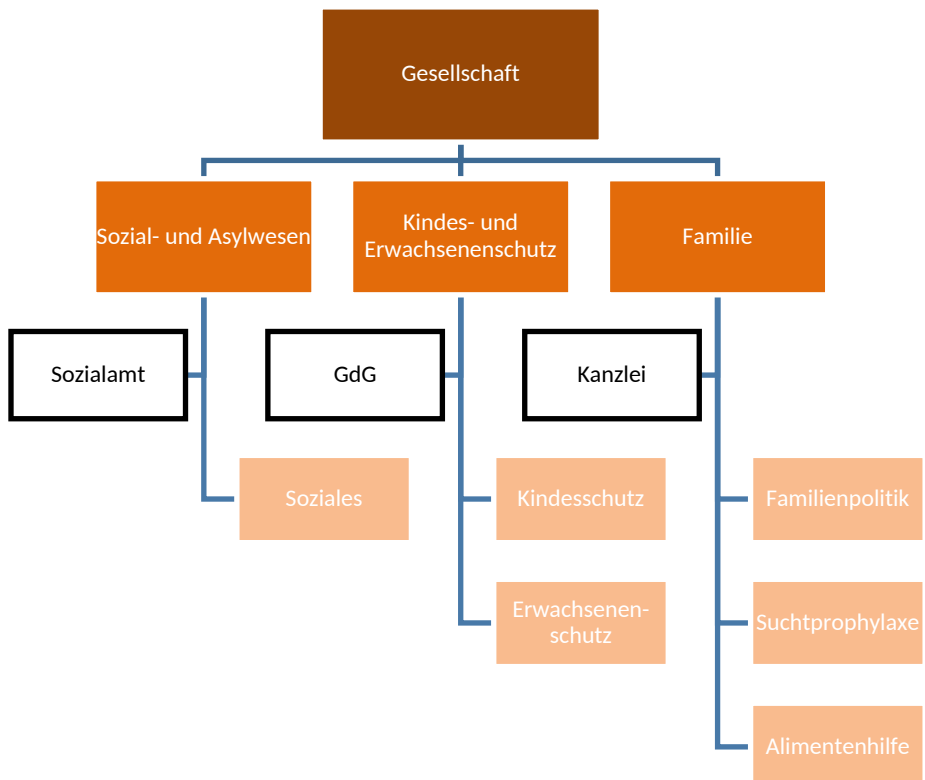 Gesellschaft
Sozial- und Asylwesen
Kindes- und
Erwachsenenschutz
Familie
Sozialamt
GdG
Kanzlei
Soziales
Kindesschutz
Familienpolitik
Erwachsenen-
schutz
Suchtprophylaxe
Alimentenhilfe